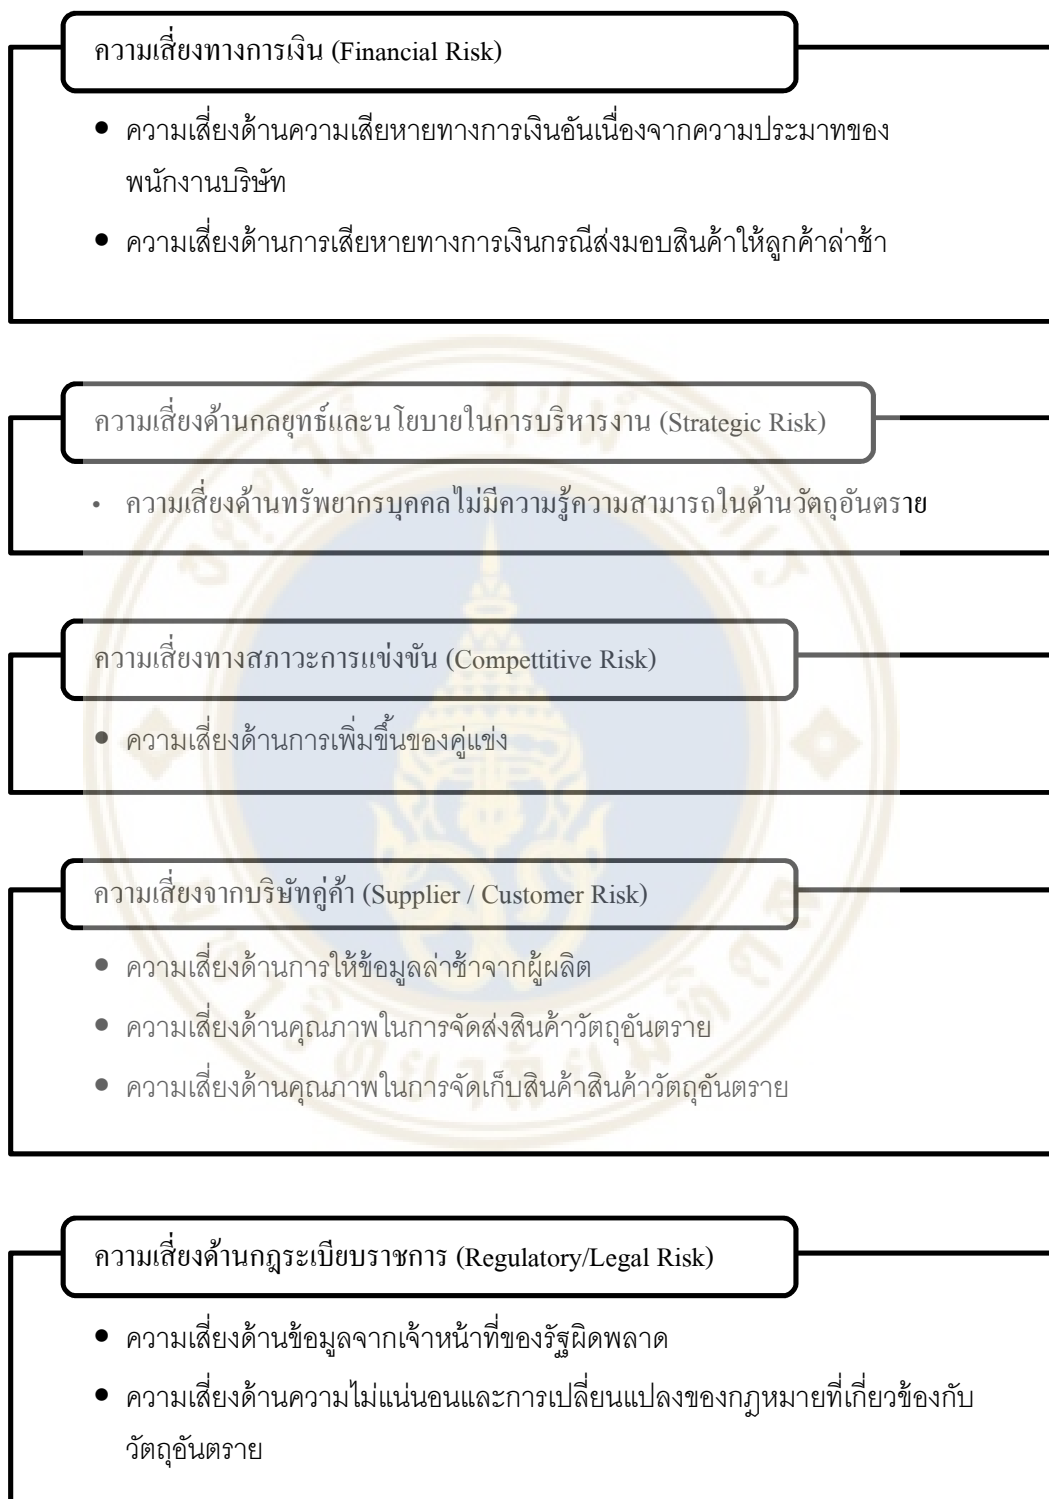 ความเสี่ยงทางการเงิน (Financial Risk)
• ความเสี่ยงด้านความเสียหายทางการเงินอันเนื่องจากความประมาทของ
พนักงานบริษัท
• ความเสี่ยงด้านการเสียหายทางการเงินกรณีส่งมอบสินค้าให้ลูกค้าล่าช้า
ความเสี่ยงด้านกลยุทธ์และนโยบายในการบริหารงาน (Strategic Risk)
• ความเสี่ยงด้านทรัพยากรบุคคลไม่มีความรู้ความสามารถในด้านวัตถุอันตราย
ความเสี่ยงทางสภาวะการแข่งขัน (Compettitive Risk)
• ความเสี่ยงด้านการเพิ่มขึ้นของคู่แข่ง
ความเสี่ยงจากบริษัทคู่ค้า (Supplier / Customer Risk)
• ความเสี่ยงด้านการให้ข้อมูลล่าช้าจากผู้ผลิต
• ความเสี่ยงด้านคุณภาพในการจัดส่งสินค้าวัตถุอันตราย
• ความเสี่ยงด้านคุณภาพในการจัดเก็บสินค้าสินค้าวัตถุอันตราย
ความเสี่ยงด้านกฎระเบียบราชการ (Regulatory/Legal Risk)
• ความเสี่ยงด้านข้อมูลจากเจ้าหน้าที่ของรัฐผิดพลาด
• ความเสี่ยงด้านความไม่แน่นอนและการเปลี่ยนแปลงของกฎหมายที่เกี่ยวข้องกับ
วัตถุอันตราย